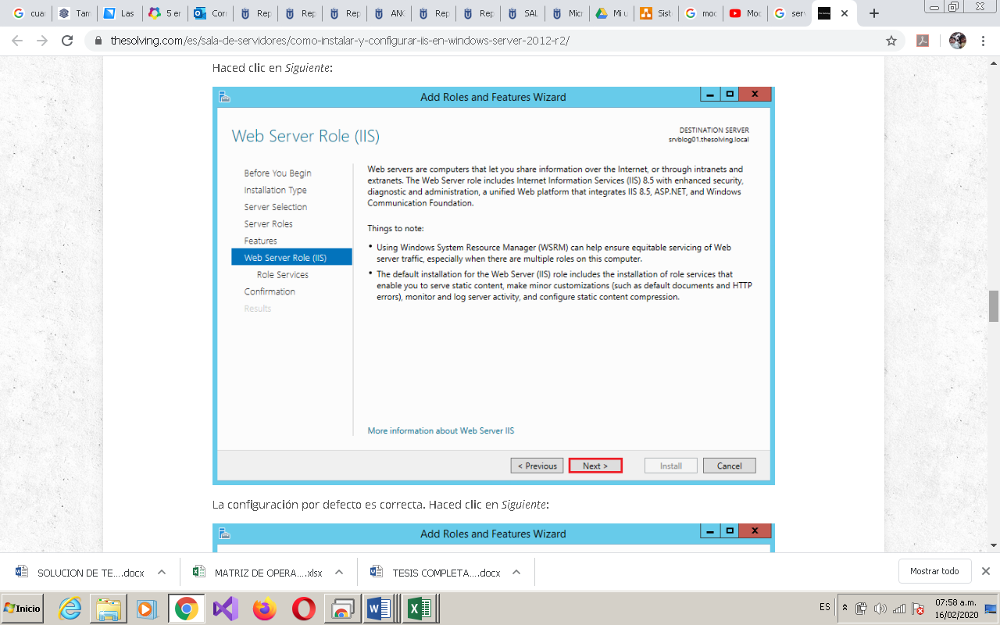 cuar
Tam
Las
5 er
Cor
Rep
Rep
Rep
ANC
Rep
Rep
SAL
Micr
Mi u
Sist
moc
Moc
serv
thesolving.com/es/sala-de-servidores/como-instalar-y-configurar-iis-en-windows-server-2012-r2/
Haced clic en Siguiente:
Add Roles and Features Wizard
Web Server Role (IIS)
DESTINATION SERVER
srvblog01.thesolving.local
Before You Begin
Installation Type
Server Selection
Server Roles
Features
Web Server Role (IIS)
Role Services
Confirmation
Results
Web servers are computers that let you share information over the Internet, or through intranets and
extranets. The Web Server role includes Internet Information Services (IIS) 8.5 with enhanced security,
diagnostic and administration, a unified Web platform that integrates IIS 8.5, ASP.NET, and Windows
Communication Foundation.
Things to note:
• Using Windows System Resource Manager (WSRM) can help ensure equitable servicing of Web
server traffic, especially when there are multiple roles on this computer.
• The default installation for the Web Server (IIS) role includes the installation of role services that
enable you to serve static content, make minor customizations (such as default documents and HTTP
errors), monitor and log server activity, and configure static content compression.
More information about Web Server IIS
< Previous
Next >
Install
Cancel
La configuración por defecto es correcta. Haced clic en Siguiente:
Add Roles and Features Wizard
SOLUCION DE TE....docx
MATRIZ DE OPERA....xlsx
TESIS COMPLETA....docx
Mostrar todo
Inicio
ES
07:58 a.m.
16/02/2020